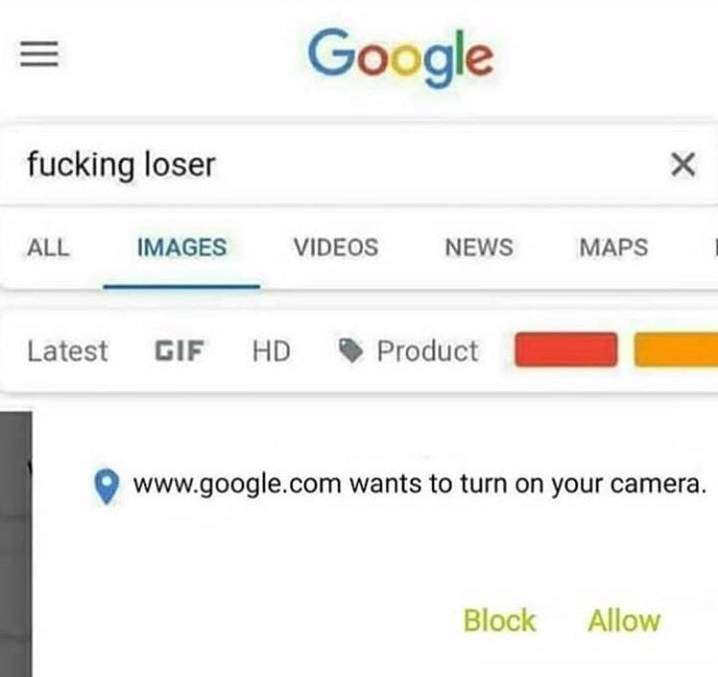 Google
fucking loser
ALL IMAGES VIDEOS NEWS MAPS
Latest GIF HD Product
www.google.com wants to turn on your camera.
Block Allow